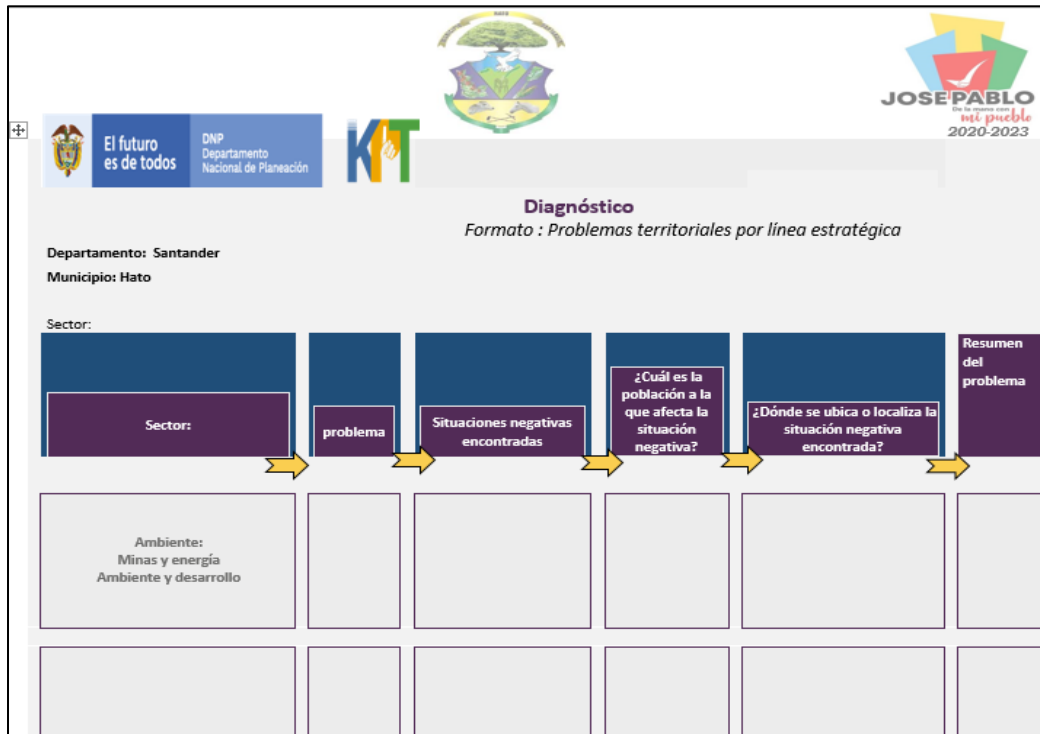 JOSE PABLO
De la mano con
mi pueblo
2020-2023
El futuro
es de todos
DNP
Departamento
Nacional de Planeación
KPT
Diagnóstico
Formato : Problemas territoriales por línea estratégica
Departamento: Santander
Municipio: Hato
Sector:
Sector:
problema
Situaciones negativas
encontradas
¿Cuál es la
población a la
que afecta la
situación
negativa?
¿Dónde se ubica o localiza la
situación negativa
encontrada?
Resumen
del
problema
Ambiente:
Minas y energía
Ambiente y desarrollo